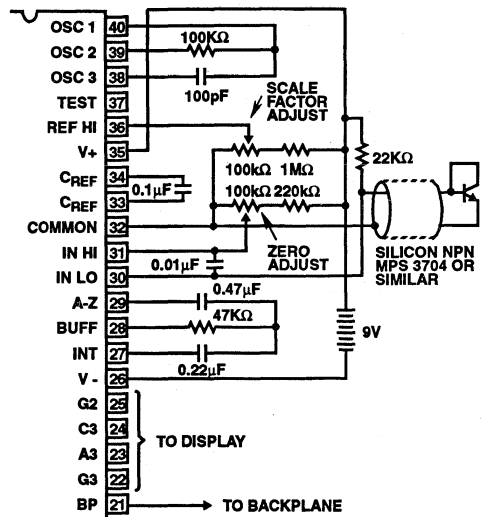 OSC 1 40
100KΩ
OSC 2 39
OSC 3 38
100pF
TEST 37
SCALE
FACTOR
ADJUST
REF HI 36
V+ 35
22KΩ
100kΩ 1MΩ
CREF 34
0.1µF
100kΩ 220kΩ
CREF 33
COMMON 32
SILICON NPN
MPS 3704 OR
SIMILAR
IN HI 31
ZERO
ADJUST
0.01µF
IN LO 30
0.47µF
A-Z 29
47KΩ
BUFF 28
9V
INT 27
0.22µF
V - 26
G2 25
C3 24
TO DISPLAY
A3 23
G3 22
BP 21
TO BACKPLANE